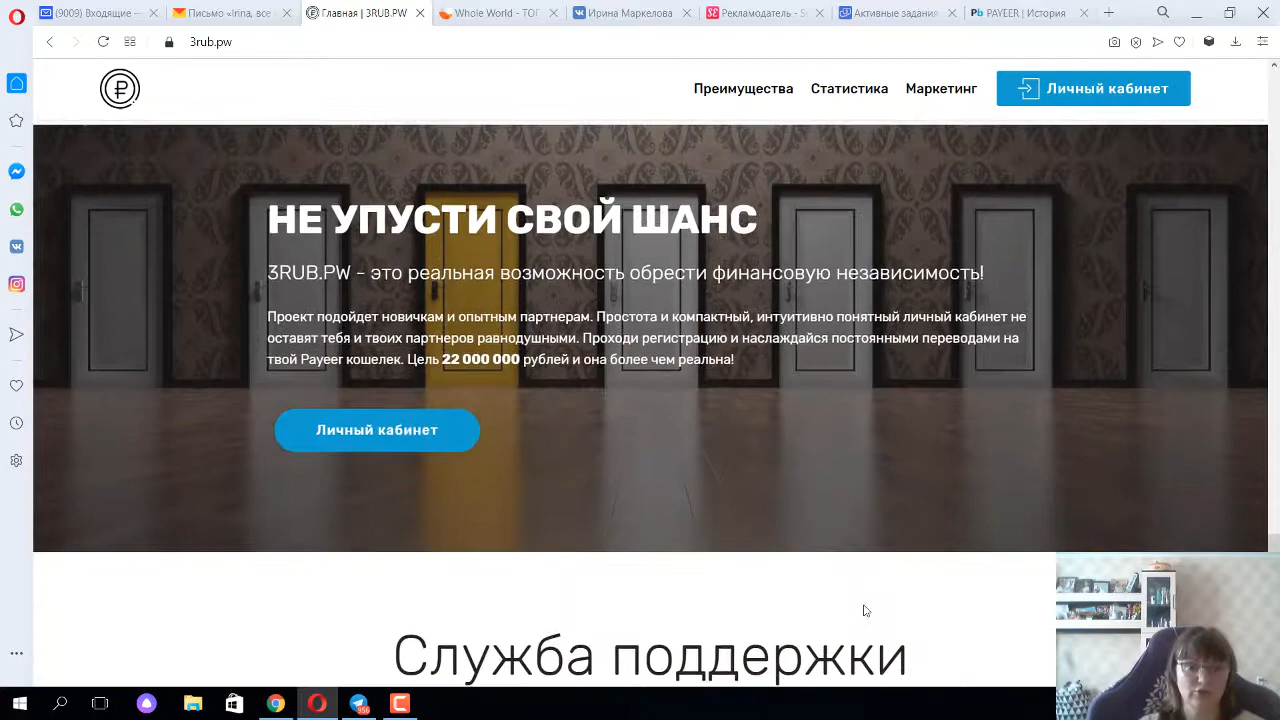 (9009) Входящие –
Письмо «Irina, все
Главная | 3RUB.PW
Whole World - ТОГ
Ирина Маркелова
Рекламодатель - S
Активные задания
PAYEER | История
3rub.pw
Преимущества
Статистика
Маркетинг
Личный кабинет
НЕ УПУСТИ СВОЙ ШАНС
3RUB.PW - это реальная возможность обрести финансовую независимость!
Проект подойдет новичкам и опытным партнерам. Простота и компактный, интуитивно понятный личный кабинет не
оставят тебя и твоих партнеров равнодушными. Проходи регистрацию и наслаждайся постоянными переводами на
твой Payeer кошелек. Цель 22 000 000 рублей и она более чем реальна!
Личный кабинет
Служба поддержки
956